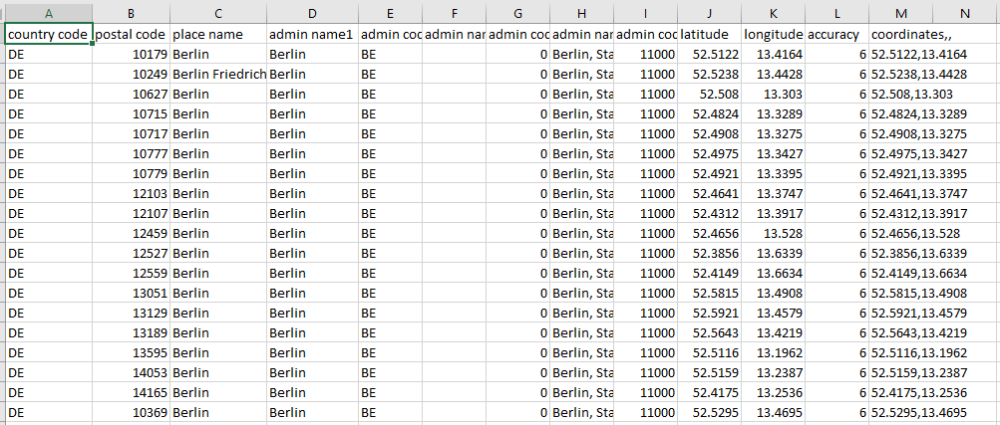 A B C D E F G H I J K L M N
country code postal code place name admin name1 admin coc admin nar admin coc admin nar admin coc latitude longitude accuracy coordinates,,
DE 10179 Berlin Berlin BE 0 Berlin, Sta 11000 52.5122 13.4164 6 52.5122,13.4164
DE 10249 Berlin Friedrich Berlin BE 0 Berlin, Sta 11000 52.5238 13.4428 6 52.5238,13.4428
DE 10627 Berlin Berlin BE 0 Berlin, Sta 11000 52.508 13.303 6 52.508,13.303
DE 10715 Berlin Berlin BE 0 Berlin, Sta 11000 52.4824 13.3289 6 52.4824,13.3289
DE 10717 Berlin Berlin BE 0 Berlin, Sta 11000 52.4908 13.3275 6 52.4908,13.3275
DE 10777 Berlin Berlin BE 0 Berlin, Sta 11000 52.4975 13.3427 6 52.4975,13.3427
DE 10779 Berlin Berlin BE 0 Berlin, Sta 11000 52.4921 13.3395 6 52.4921,13.3395
DE 12103 Berlin Berlin BE 0 Berlin, Sta 11000 52.4641 13.3747 6 52.4641,13.3747
DE 12107 Berlin Berlin BE 0 Berlin, Sta 11000 52.4312 13.3917 6 52.4312,13.3917
DE 12459 Berlin Berlin BE 0 Berlin, Sta 11000 52.4656 13.528 6 52.4656,13.528
DE 12527 Berlin Berlin BE 0 Berlin, Sta 11000 52.3856 13.6339 6 52.3856,13.6339
DE 12559 Berlin Berlin BE 0 Berlin, Sta 11000 52.4149 13.6634 6 52.4149,13.6634
DE 13051 Berlin Berlin BE 0 Berlin, Sta 11000 52.5815 13.4908 6 52.5815,13.4908
DE 13129 Berlin Berlin BE 0 Berlin, Sta 11000 52.5921 13.4579 6 52.5921,13.4579
DE 13189 Berlin Berlin BE 0 Berlin, Sta 11000 52.5643 13.4219 6 52.5643,13.4219
DE 13595 Berlin Berlin BE 0 Berlin, Sta 11000 52.5116 13.1962 6 52.5116,13.1962
DE 14053 Berlin Berlin BE 0 Berlin, Sta 11000 52.5159 13.2387 6 52.5159,13.2387
DE 14165 Berlin Berlin BE 0 Berlin, Sta 11000 52.4175 13.2536 6 52.4175,13.2536
DE 10369 Berlin Berlin BE 0 Berlin, Sta 11000 52.5295 13.4695 6 52.5295,13.4695